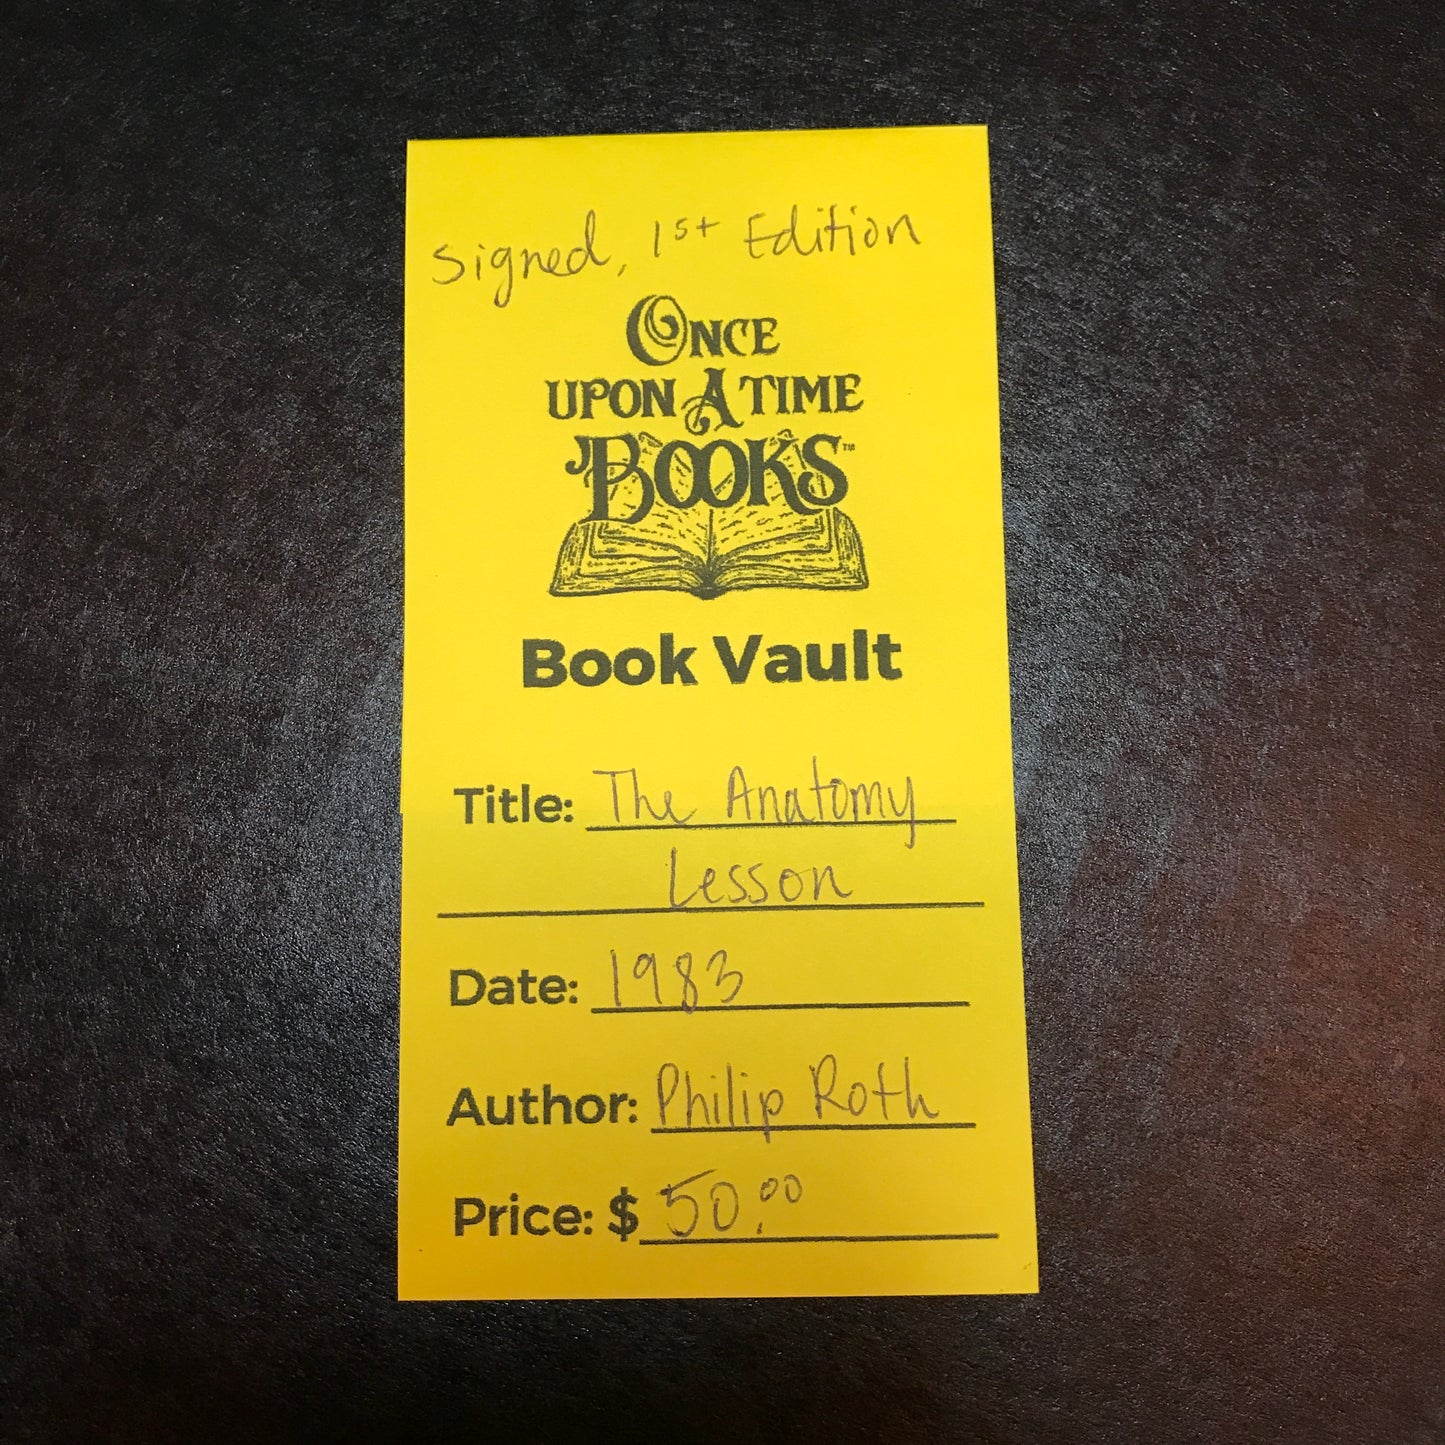 Signed, 1st Edition
ONCE
UPON A TIME
BOOKS™
Book Vault
Title: The Anatomy
Lesson
Date: 1983
Author: Philip Roth
Price: $ 50.00